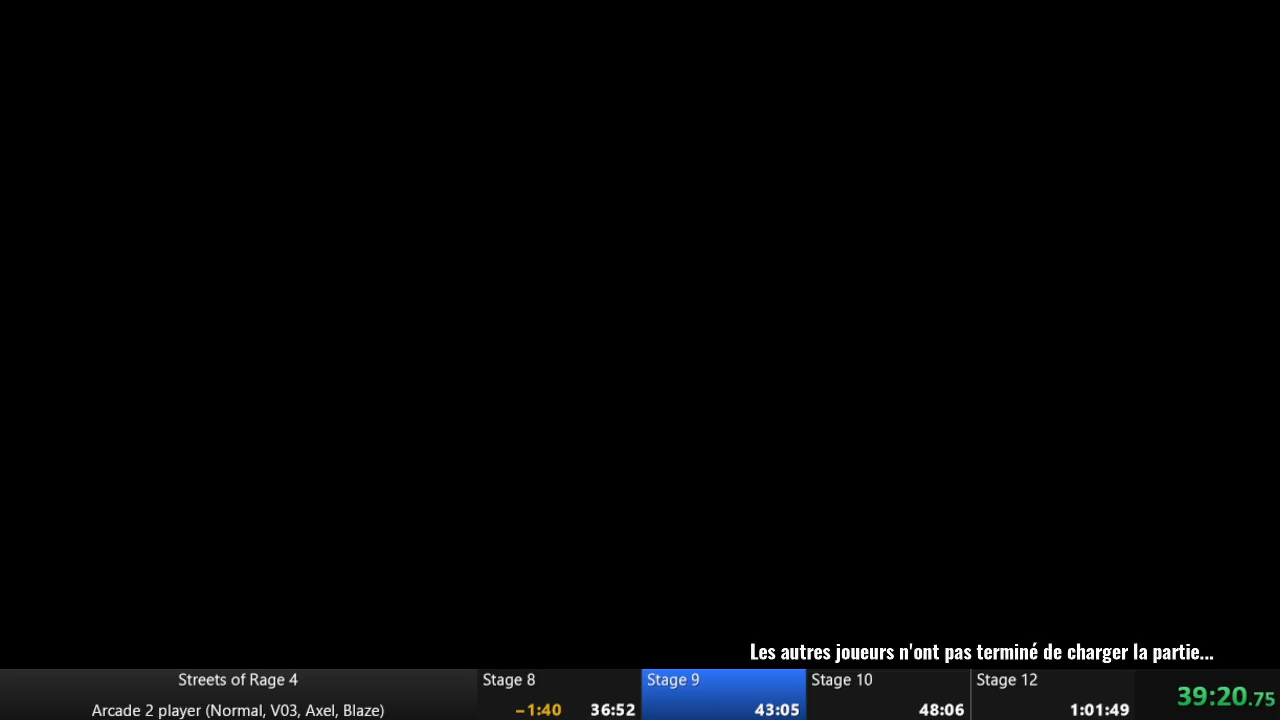 Les autres joueurs n'ont pas terminé de charger la partie...
Streets of Rage 4
Arcade 2 player (Normal, V03, Axel, Blaze)
Stage 8
−1:40 36:52
Stage 9
43:05
Stage 10
48:06
Stage 12
1:01:49
39:20.75